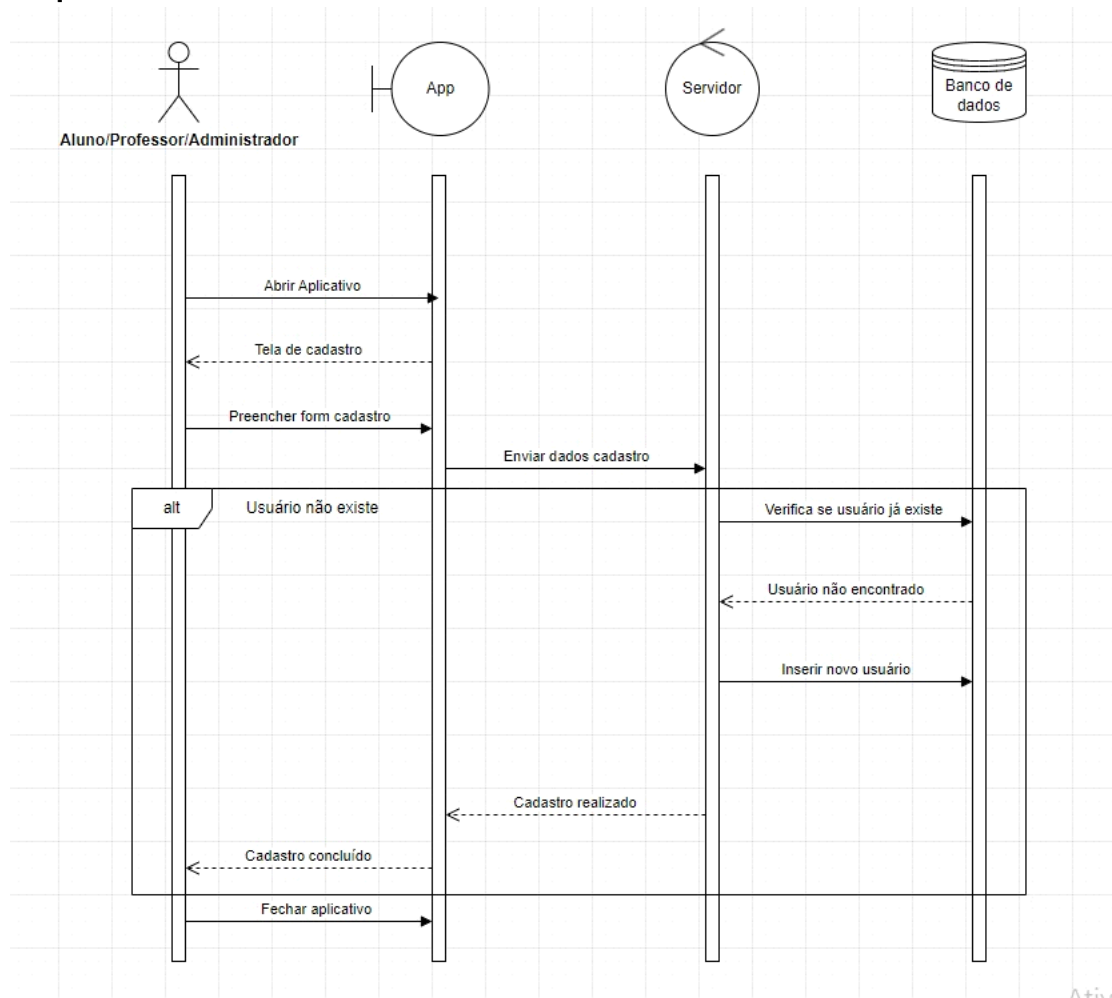 App
Servidor
Banco de
dados
Aluno/Professor/Administrador
Abrir Aplicativo
Tela de cadastro
Preencher form cadastro
Enviar dados cadastro
alt
Usuário não existe
Verifica se usuário já existe
Usuário não encontrado
Inserir novo usuário
Cadastro realizado
Cadastro concluído
Fechar aplicativo